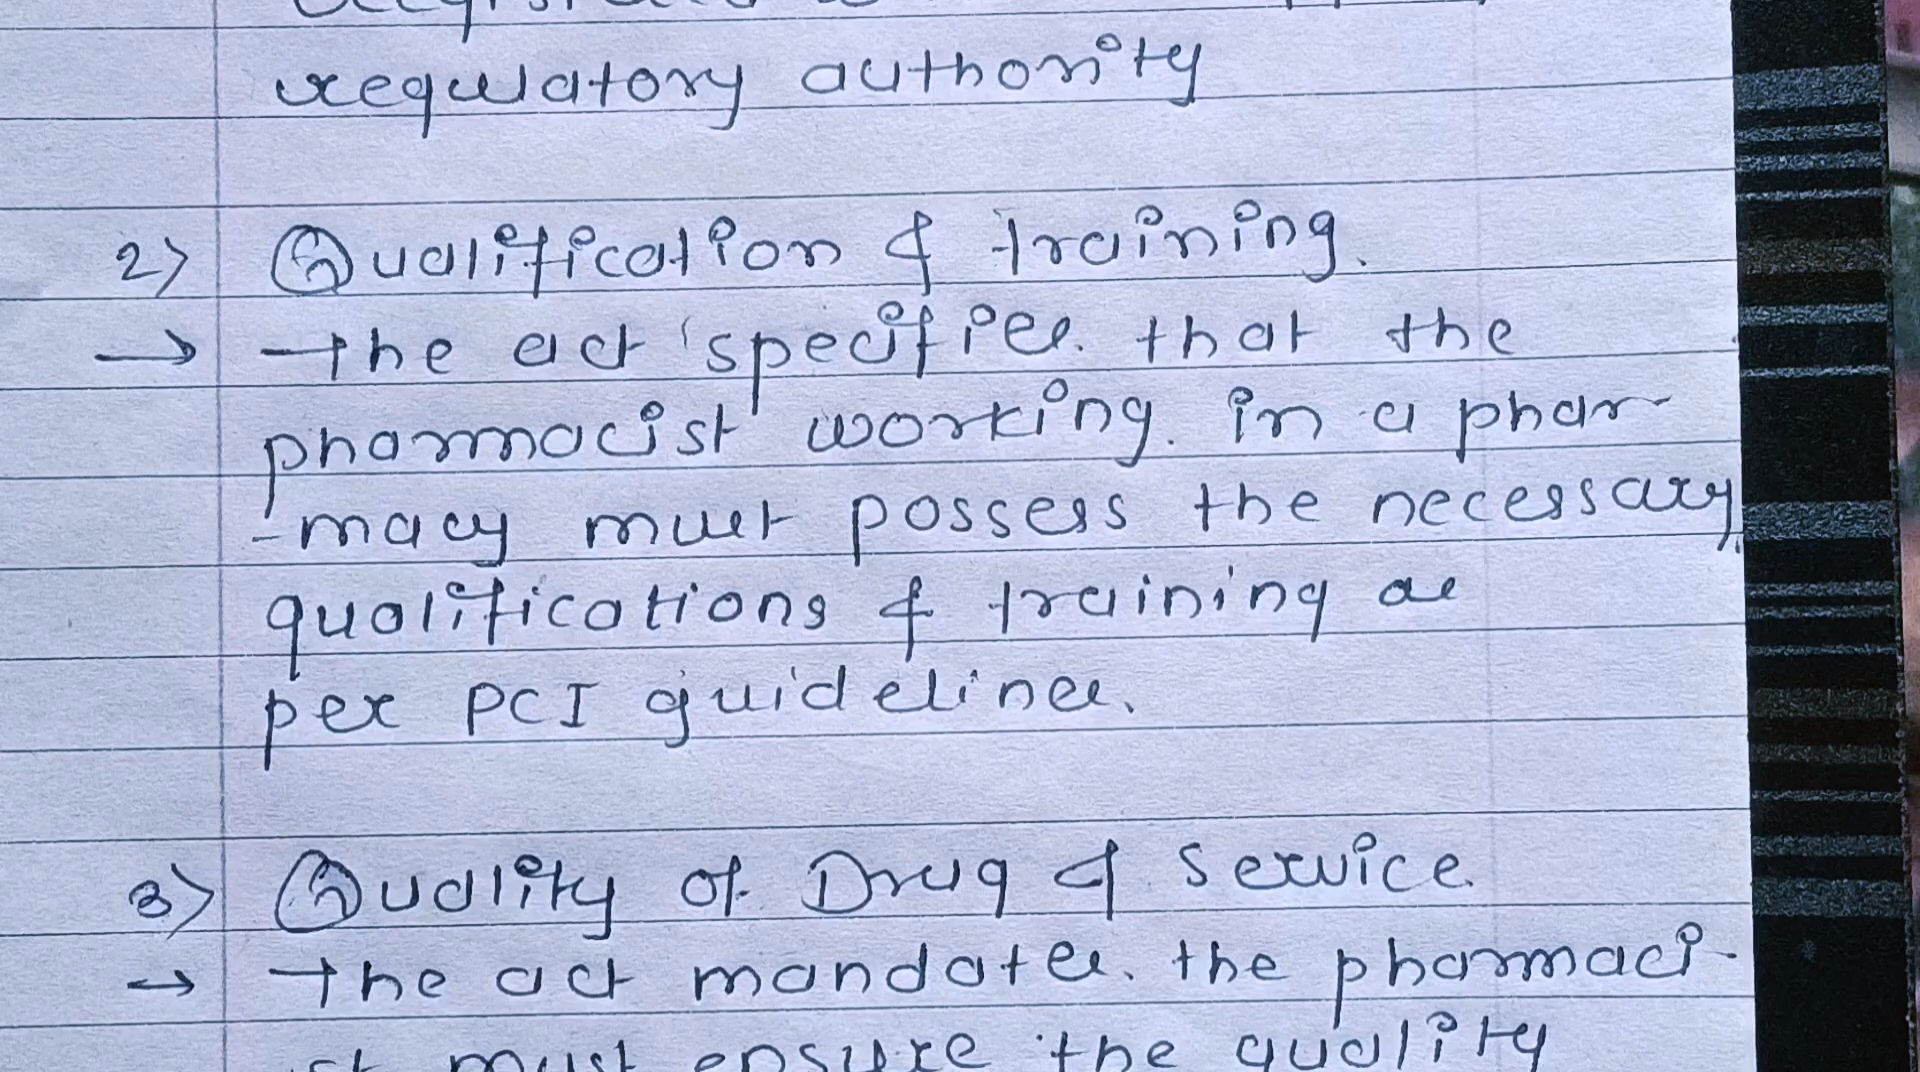 regulatory authority
2) Qualification & training.
→ the act specifies that the
pharmacist working in a phar
-macy must possess the necessary
qualifications & training as
per PCI guidelines.
3) Quality of Drug & Service
→ the act mandates the pharmaci-
st must ensure the quality